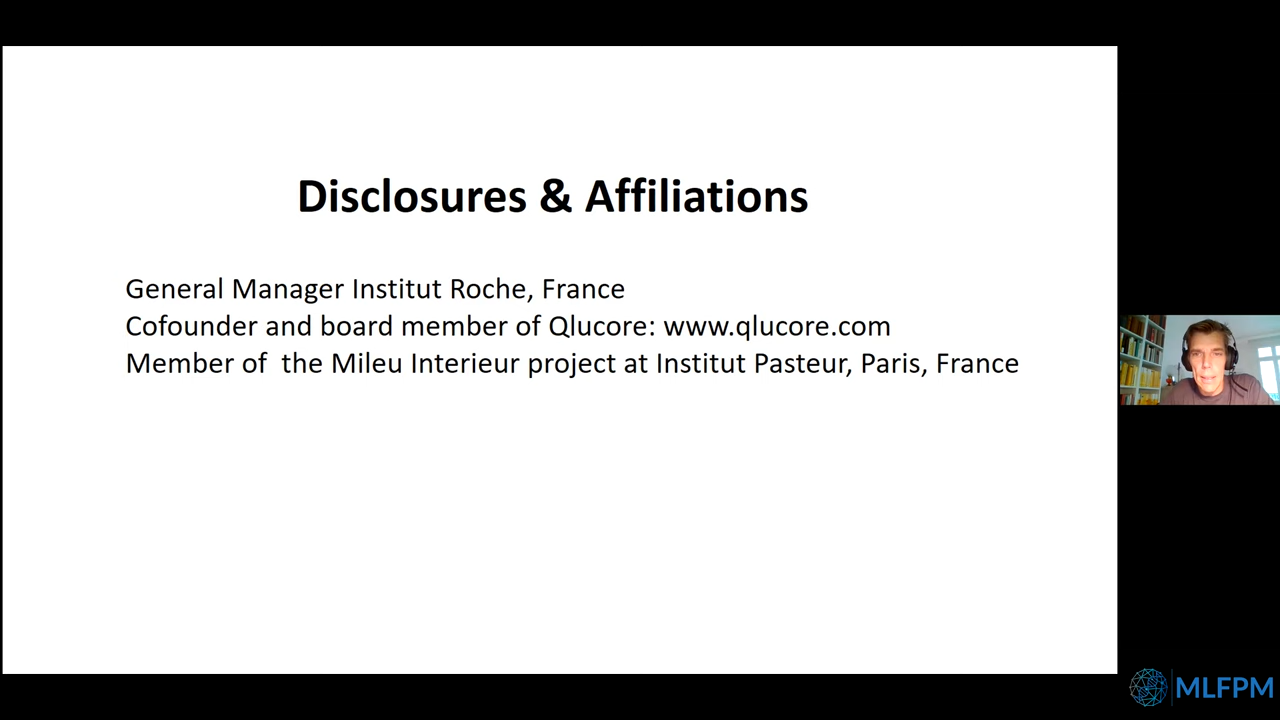 Disclosures & Affiliations
General Manager Institut Roche, France
Cofounder and board member of Qlucore: www.qlucore.com
Member of  the Mileu Interieur project at Institut Pasteur, Paris, France
MLFPM